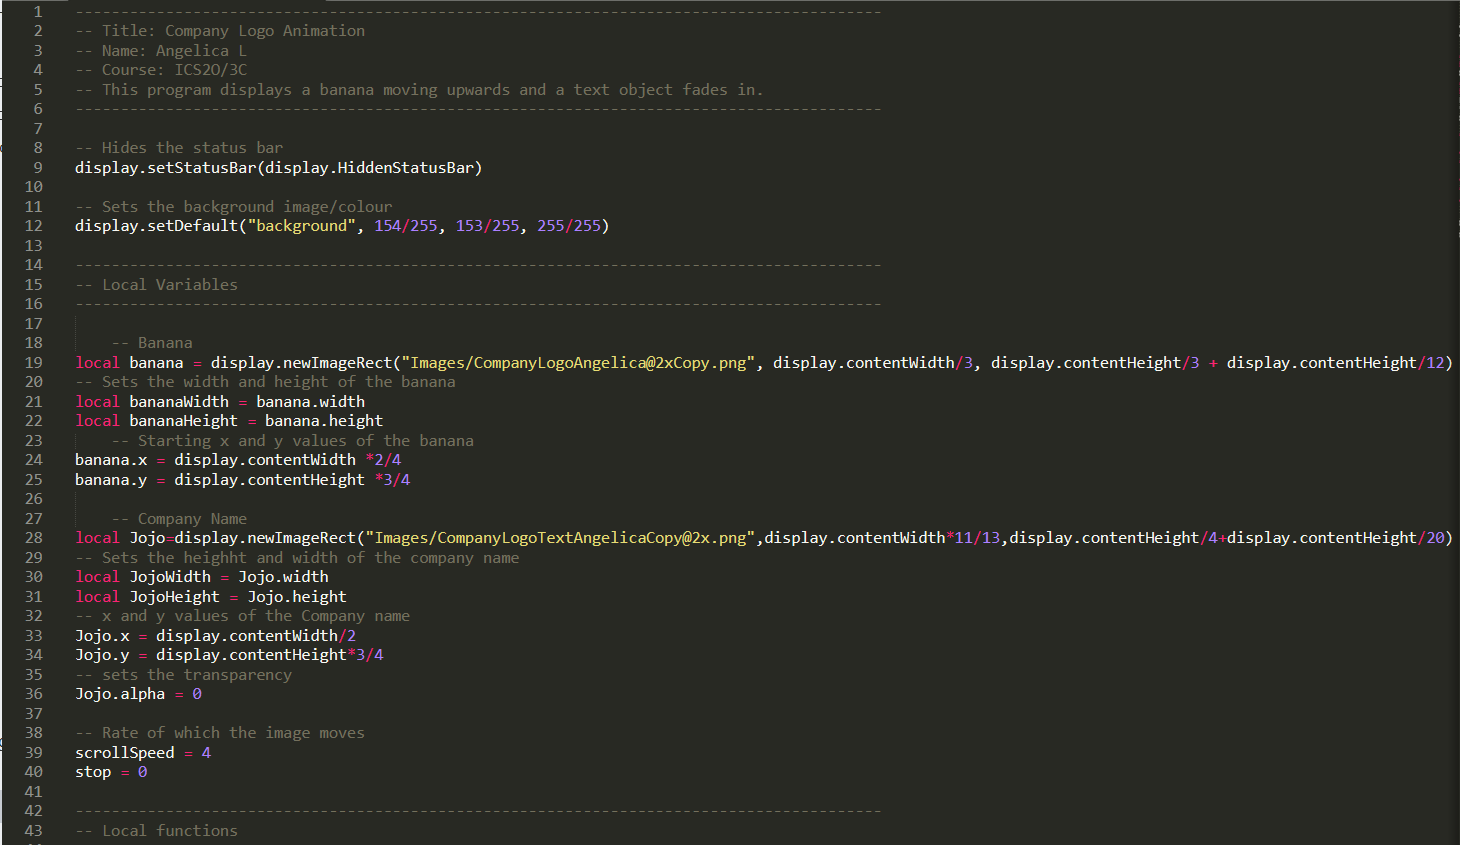 1 ------------------------------------------------------------------------------------------
2 -- Title: Company Logo Animation
3 -- Name: Angelica L
4 -- Course: ICS2O/3C
5 -- This program displays a banana moving upwards and a text object fades in.
6 ------------------------------------------------------------------------------------------
7
8 -- Hides the status bar
9 display.setStatusBar(display.HiddenStatusBar)
10
11 -- Sets the background image/colour
12 display.setDefault("background", 154/255, 153/255, 255/255)
13
14 ------------------------------------------------------------------------------------------
15 -- Local Variables
16 ------------------------------------------------------------------------------------------
17
18     -- Banana
19 local banana = display.newImageRect("Images/CompanyLogoAngelica@2xCopy.png", display.contentWidth/3, display.contentHeight/3 + display.contentHeight/12)
20 -- Sets the width and height of the banana
21 local bananaWidth = banana.width
22 local bananaHeight = banana.height
23     -- Starting x and y values of the banana
24 banana.x = display.contentWidth *2/4
25 banana.y = display.contentHeight *3/4
26
27     -- Company Name
28 local Jojo=display.newImageRect("Images/CompanyLogoTextAngelicaCopy@2x.png",display.contentWidth*11/13,display.contentHeight/4+display.contentHeight/20)
29 -- Sets the heighht and width of the company name
30 local JojoWidth = Jojo.width
31 local JojoHeight = Jojo.height
32 -- x and y values of the Company name
33 Jojo.x = display.contentWidth/2
34 Jojo.y = display.contentHeight*3/4
35 -- sets the transparency
36 Jojo.alpha = 0
37
38 -- Rate of which the image moves
39 scrollSpeed = 4
40 stop = 0
41
42 ------------------------------------------------------------------------------------------
43 -- Local functions